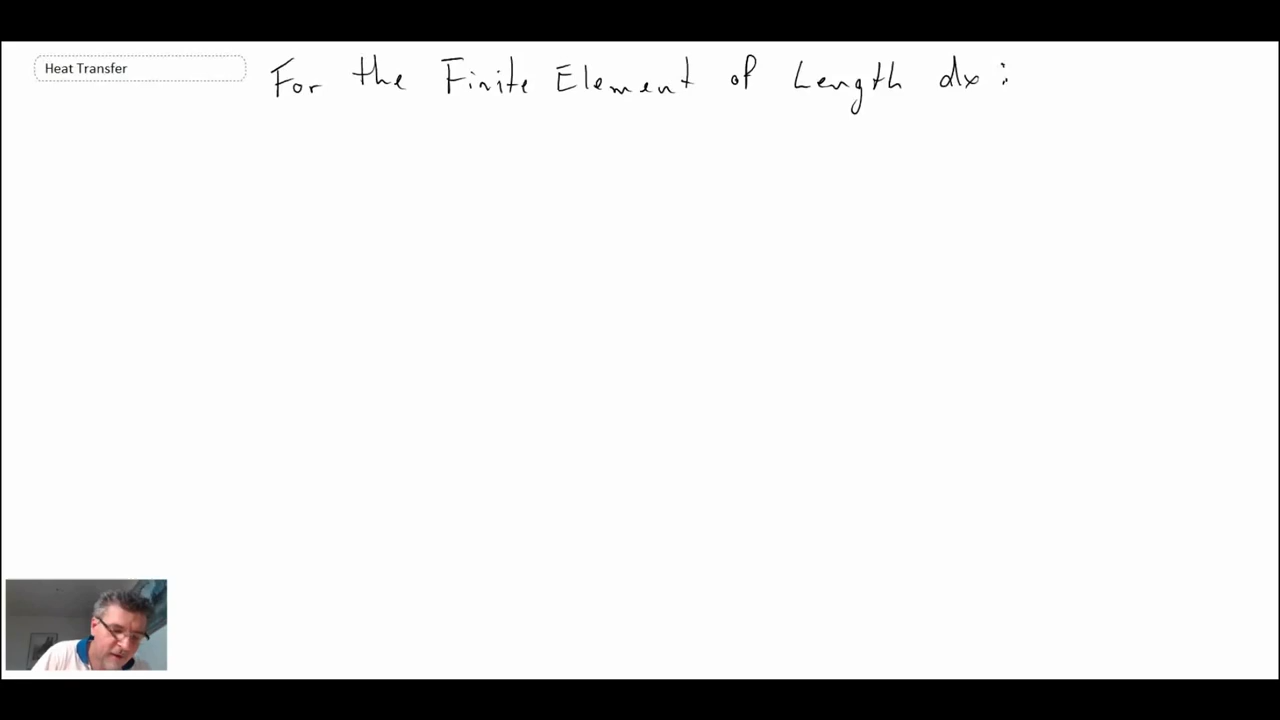 Heat Transfer
For the Finite Element of Length dx :